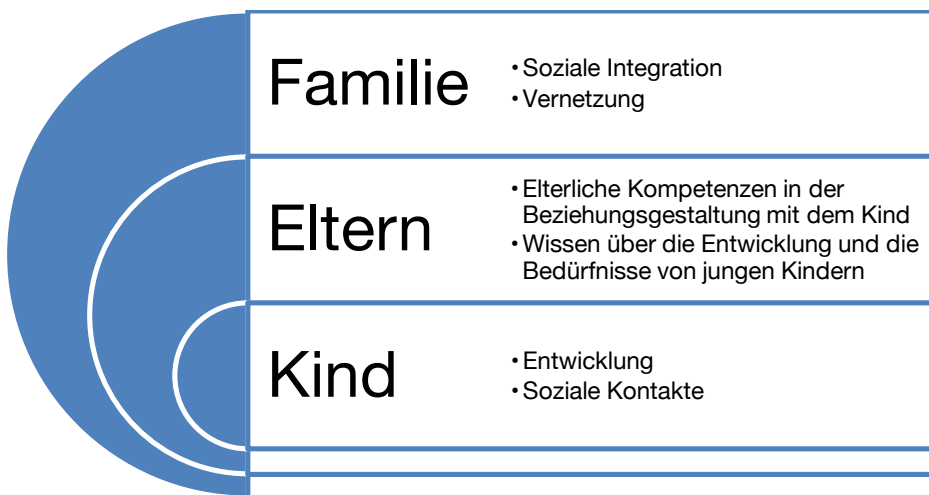 Familie
• Soziale Integration
• Vernetzung
Eltern
• Elterliche Kompetenzen in der
Beziehungsgestaltung mit dem Kind
• Wissen über die Entwicklung und die
Bedürfnisse von jungen Kindern
Kind
• Entwicklung
• Soziale Kontakte